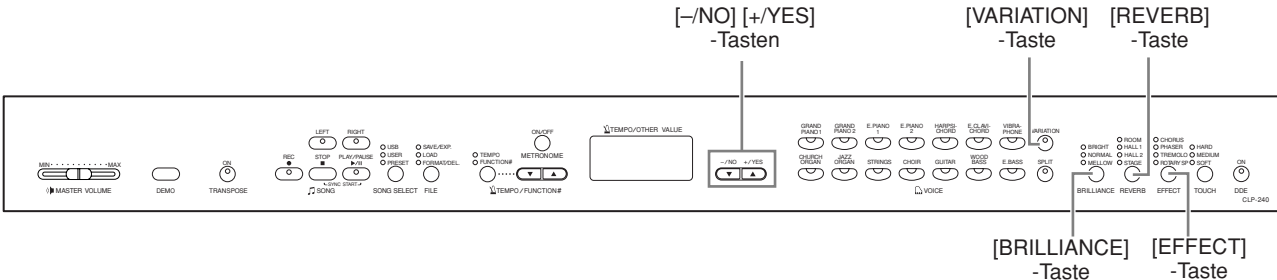 [–/NO] [+/YES]
-Tasten
[VARIATION]
-Taste
[REVERB]
-Taste
MIN MAX
MASTER VOLUME
DEMO
ON
TRANSPOSE
LEFT RIGHT
REC STOP PLAY/PAUSE
SYNC START
SONG
USB
USER
PRESET
SONG SELECT
SAVE/EXP.
LOAD
FORMAT/DEL.
FILE
TEMPO
FUNCTION#
ON/OFF
METRONOME
TEMPO/FUNCTION#
TEMPO/OTHER VALUE
–/NO +/YES
GRAND PIANO 1
GRAND PIANO 2
E.PIANO 1
E.PIANO 2
HARPSI-CHORD
E.CLAVI-CHORD
VIBRA-PHONE
VARIATION
CHURCH ORGAN
JAZZ ORGAN
STRINGS
CHOIR
GUITAR
WOOD BASS
E.BASS
SPLIT
VOICE
BRIGHT
NORMAL
MELLOW
BRILLIANCE
ROOM
HALL 1
HALL 2
STAGE
REVERB
CHORUS
PHASER
TREMOLO
ROTARY SP
EFFECT
HARD
MEDIUM
SOFT
TOUCH
ON
DDE
CLP-240
[BRILLIANCE]
-Taste
[EFFECT]
-Taste